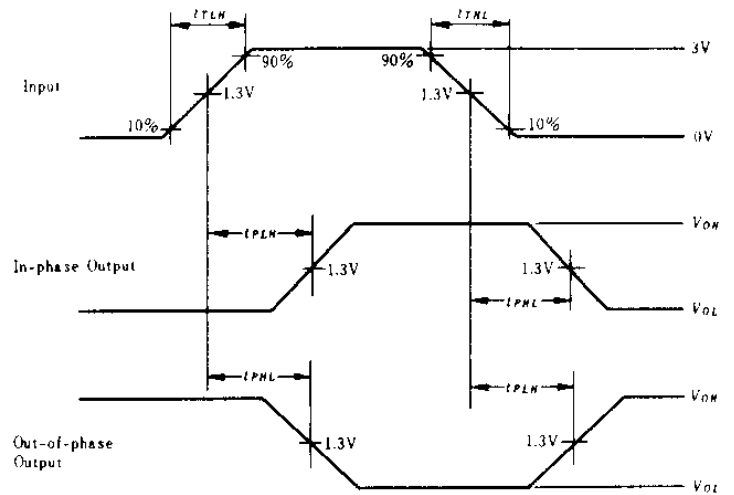 tTLH
tTHL
3V
90%
90%
Input
1.3V
1.3V
10%
10%
0V
tPLH
VOH
In-phase Output
1.3V
1.3V
tPHL
VOL
tPHL
tPLH
VOH
Out-of-phase
Output
1.3V
1.3V
VOL